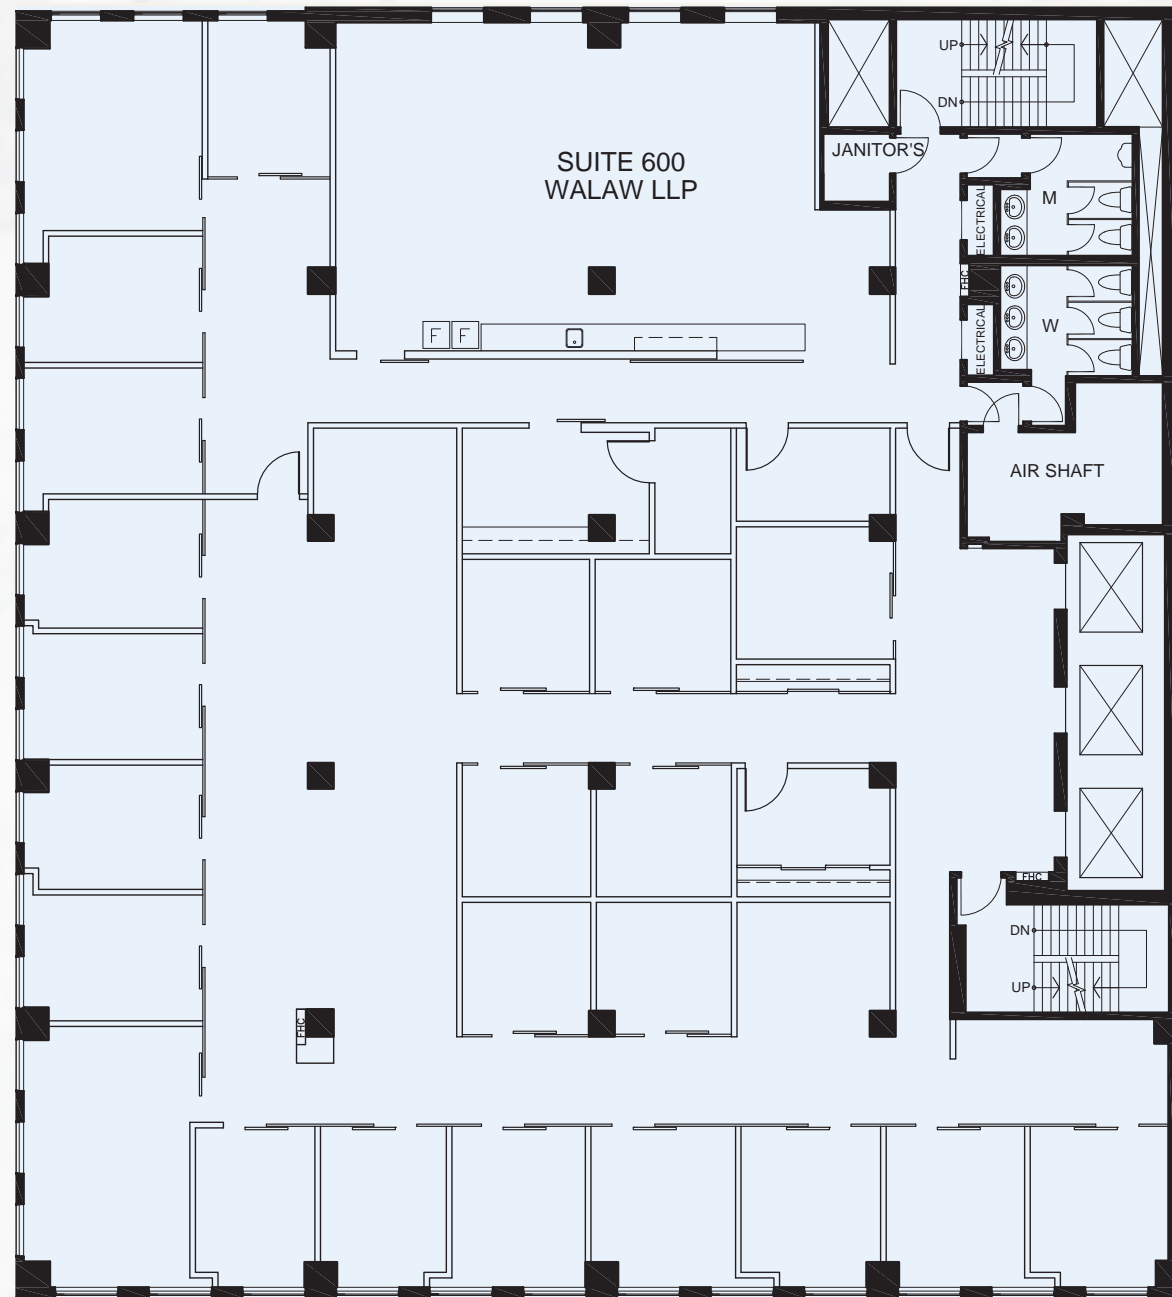 UP
DN
JANITOR'S
SUITE 600
WALAW LLP
ELECTRICAL
M
FHC
F F
ELECTRICAL
W
AIR SHAFT
FHC
DN
UP
FHC